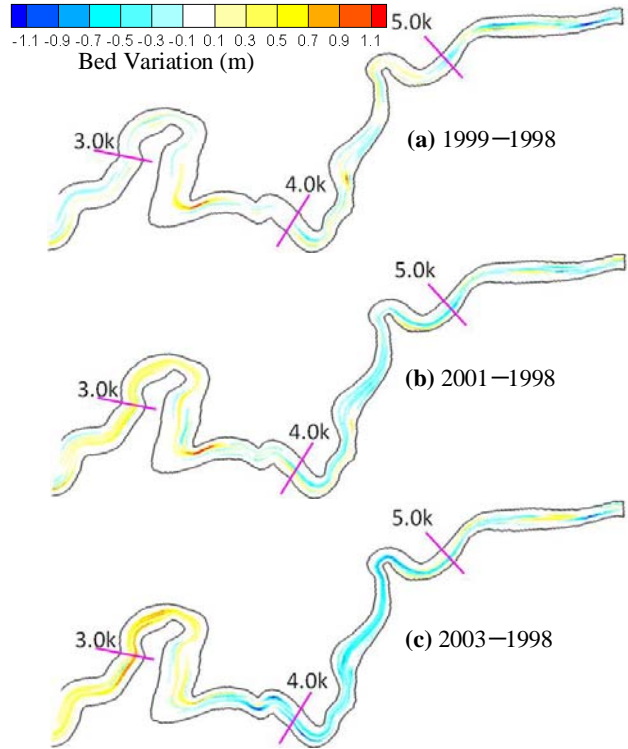 -1.1 -0.9 -0.7 -0.5 -0.3 -0.1 0.1 0.3 0.5 0.7 0.9 1.1
Bed Variation (m)
5.0k
3.0k
(a) 1999−1998
4.0k
5.0k
3.0k
(b) 2001−1998
4.0k
5.0k
3.0k
(c) 2003−1998
4.0k